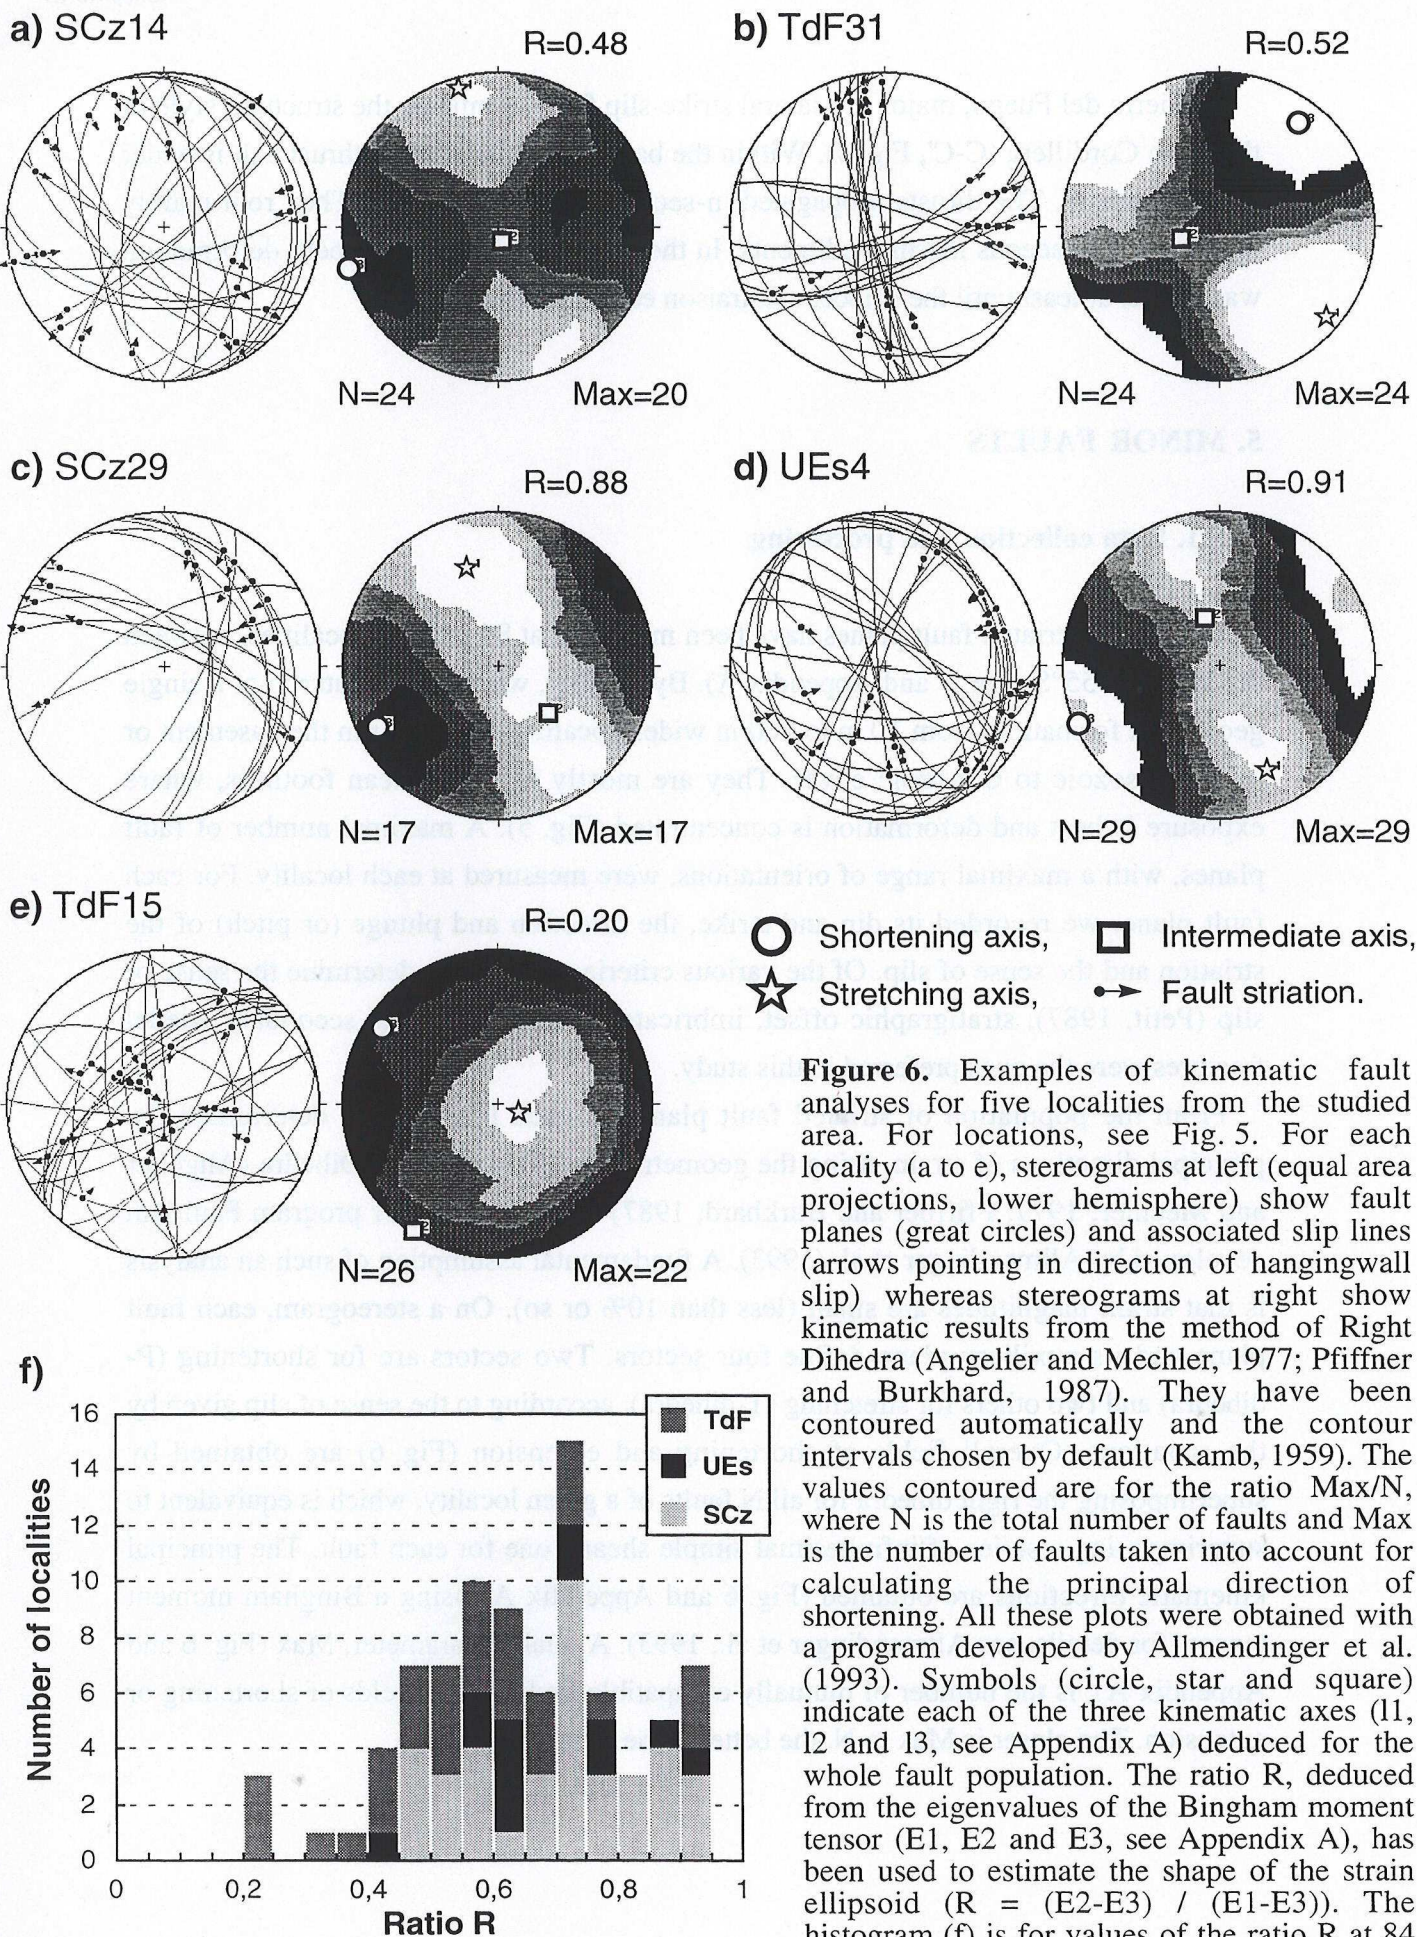 a) SCz14
R=0.48
N=24
Max=20
b) TdF31
R=0.52
N=24
Max=24
c) SCz29
R=0.88
N=17
Max=17
d) UEs4
R=0.91
N=29
Max=29
e) TdF15
R=0.20
N=26
Max=22
Shortening axis,
Intermediate axis,
Stretching axis,
Fault striation.
f)
16
14
12
10
8
6
4
2
0
Number of localities
TdF
UEs
SCz
0
0,2
0,4
0,6
0,8
1
Ratio R
Figure 6. Examples of kinematic fault
analyses for five localities from the studied
area. For locations, see Fig. 5. For each
locality (a to e), stereograms at left (equal area
projections, lower hemisphere) show fault
planes (great circles) and associated slip lines
(arrows pointing in direction of hangingwall
slip) whereas stereograms at right show
kinematic results from the method of Right
Dihedra (Angelier and Mechler, 1977; Pfiffner
and Burkhard, 1987). They have been
contoured automatically and the contour
intervals chosen by default (Kamb, 1959). The
values contoured are for the ratio Max/N,
where N is the total number of faults and Max
is the number of faults taken into account for
calculating the principal direction of
shortening. All these plots were obtained with
a program developed by Allmendinger et al.
(1993). Symbols (circle, star and square)
indicate each of the three kinematic axes (l1,
l2 and l3, see Appendix A) deduced for the
whole fault population. The ratio R, deduced
from the eigenvalues of the Bingham moment
tensor (E1, E2 and E3, see Appendix A), has
been used to estimate the shape of the strain
ellipsoid (R = (E2-E3) / (E1-E3)). The
histogram (f) is for values of the ratio R at 84